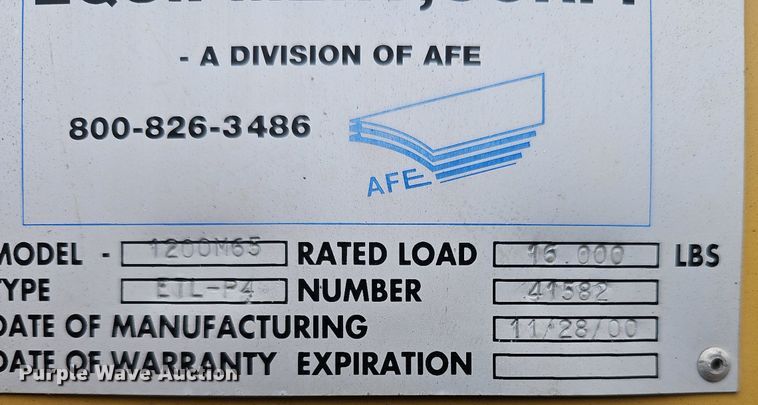 - A DIVISION OF AFE
800-826-3486
AFE
MODEL - 1200M65 RATED LOAD 16.000 LBS
TYPE ETL-P4 NUMBER 41582
DATE OF MANUFACTURING 11/28/00
DATE OF WARRANTY EXPIRATION
Purple Wave Auction